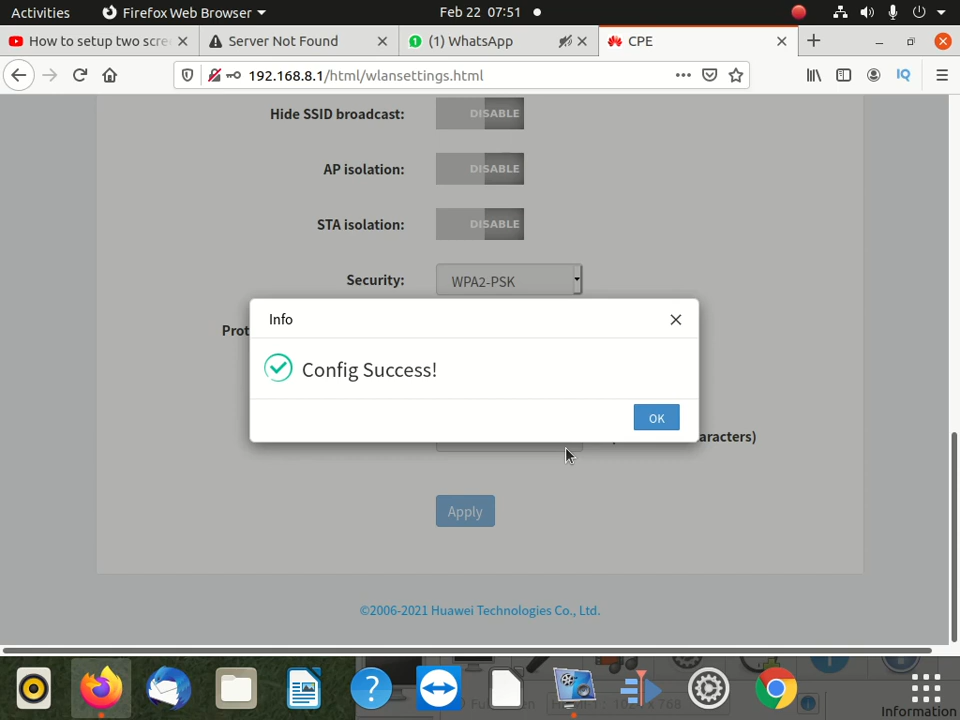 Activities Firefox Web Browser Feb 22 07:51
How to setup two scre Server Not Found (1) WhatsApp CPE
192.168.8.1/html/wlansettings.html
Hide SSID broadcast: DISABLE
AP isolation: DISABLE
STA isolation: DISABLE
Security: WPA2-PSK
Info
Prot
Config Success!
OK
aracters)
Apply
©2006-2021 Huawei Technologies Co., Ltd.
Information